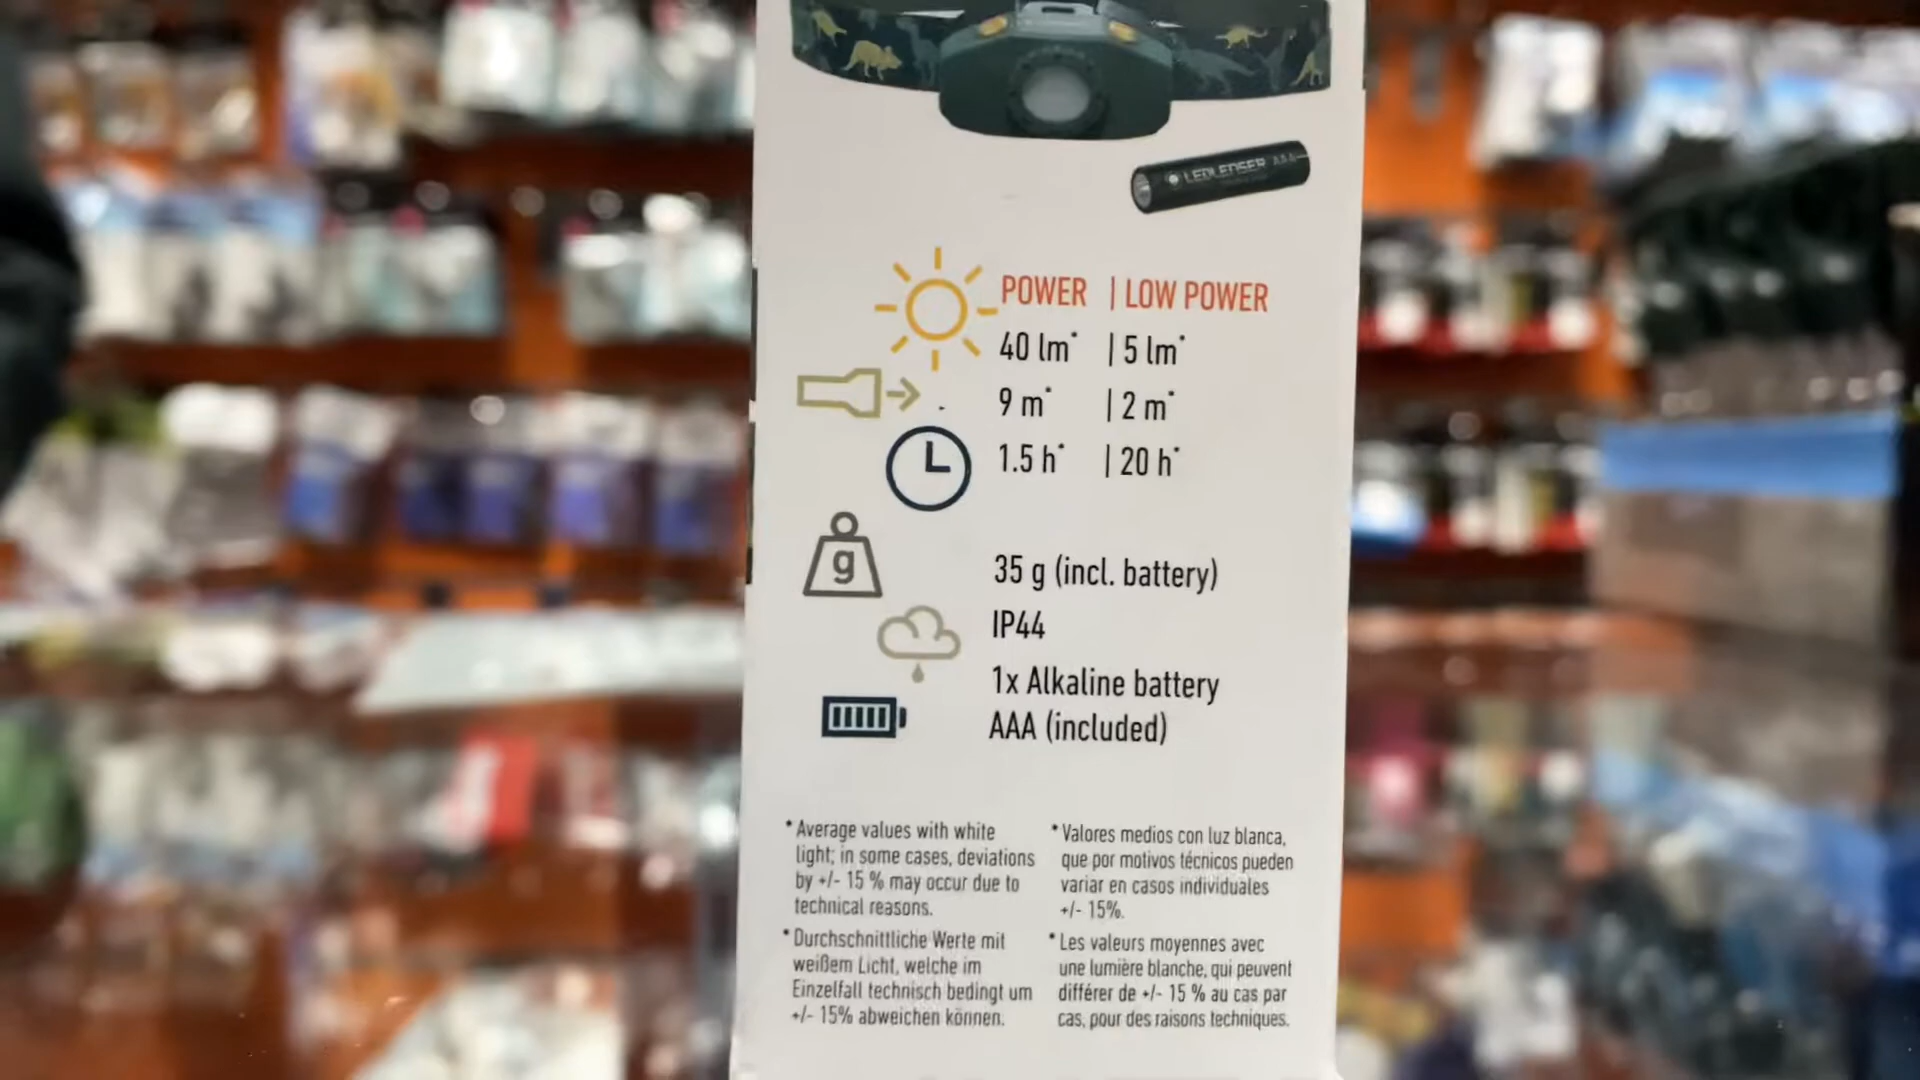 LEDLENSER AAA
POWER | LOW POWER
40 lm* | 5 lm*
9 m* | 2 m*
1.5 h* | 20 h*
g
35 g (incl. battery)
IP44
1x Alkaline battery
AAA (included)
* Average values with white
light; in some cases, deviations
by +/- 15 % may occur due to
technical reasons.
* Durchschnittliche Werte mit
weißem Licht, welche im
Einzelfall technisch bedingt um
+/- 15% abweichen können.
* Valores medios con luz blanca,
que por motivos técnicos pueden
variar en casos individuales
+/- 15%.
* Les valeurs moyennes avec
une lumière blanche, qui peuvent
différer de +/- 15 % au cas par
cas, pour des raisons techniques.